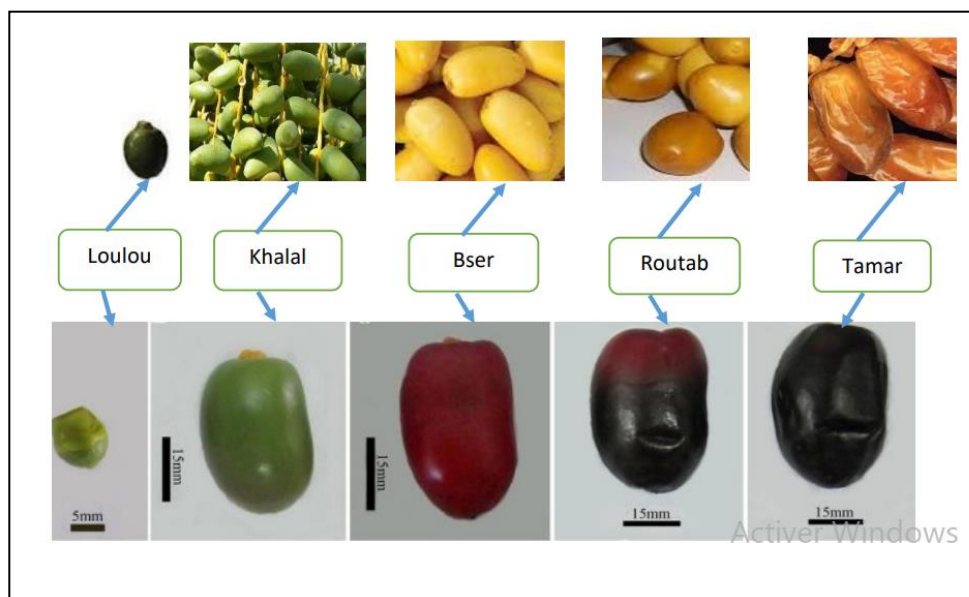 Loulou
Khalal
Bser
Routab
Tamar
5mm
15mm
15mm
15mm
15mm
Activer Windows